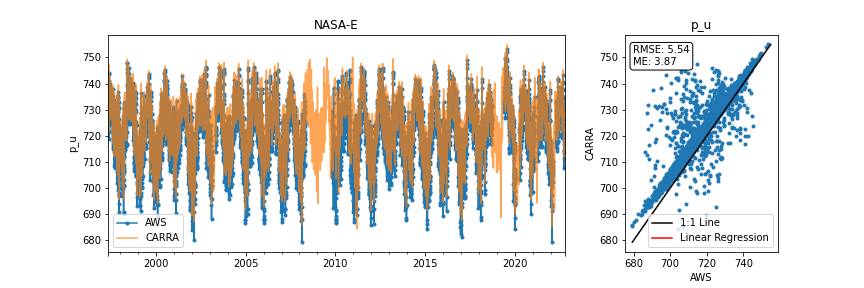 NASA-E
p_u
750
740
730
720
710
700
690
680
2000
2005
2010
2015
2020
AWS
CARRA
p_u
CARRA
750
740
730
720
710
700
690
680
680
700
720
740
AWS
RMSE: 5.54
ME: 3.87
1:1 Line
Linear Regression